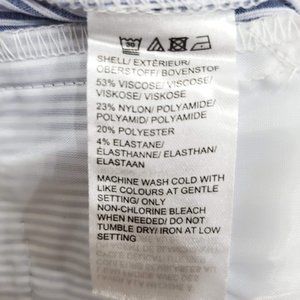 SHELL/ EXTÉRIEUR/
OBERSTOFF/ BOVENSTOF
53% VISCOSE/ VISCOSE/
VISKOSE/ VISKOSE
23% NYLON/ POLYAMIDE/
POLYAMID/ POLYAMIDE
20% POLYESTER
4% ELASTANE/
ÉLASTHANNE/ ELASTHAN/
ELASTAAN
MACHINE WASH COLD WITH
LIKE COLOURS AT GENTLE
SETTING/ ONLY
NON-CHLORINE BLEACH
WHEN NEEDED/ DO NOT
TUMBLE DRY/ IRON AT LOW
SETTING